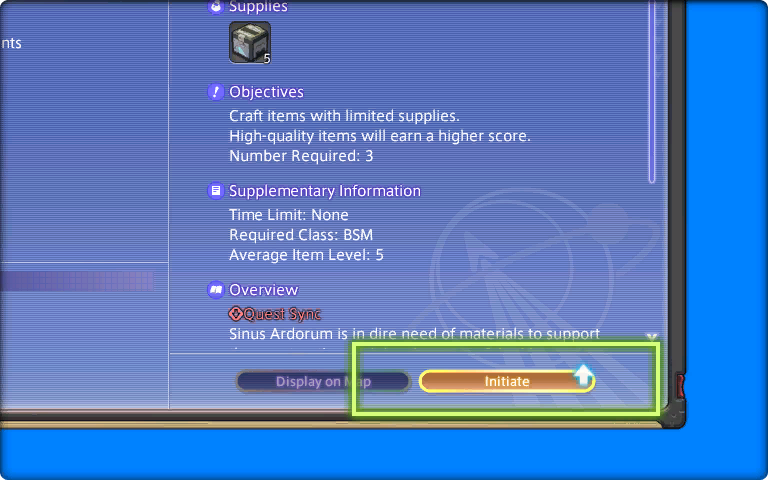 Supplies
nts
5
Objectives
Craft items with limited supplies.
High-quality items will earn a higher score.
Number Required: 3
Supplementary Information
Time Limit: None
Required Class: BSM
Average Item Level: 5
Overview
Quest Sync
Sinus Ardorum is in dire need of materials to support
Display on Map
Initiate